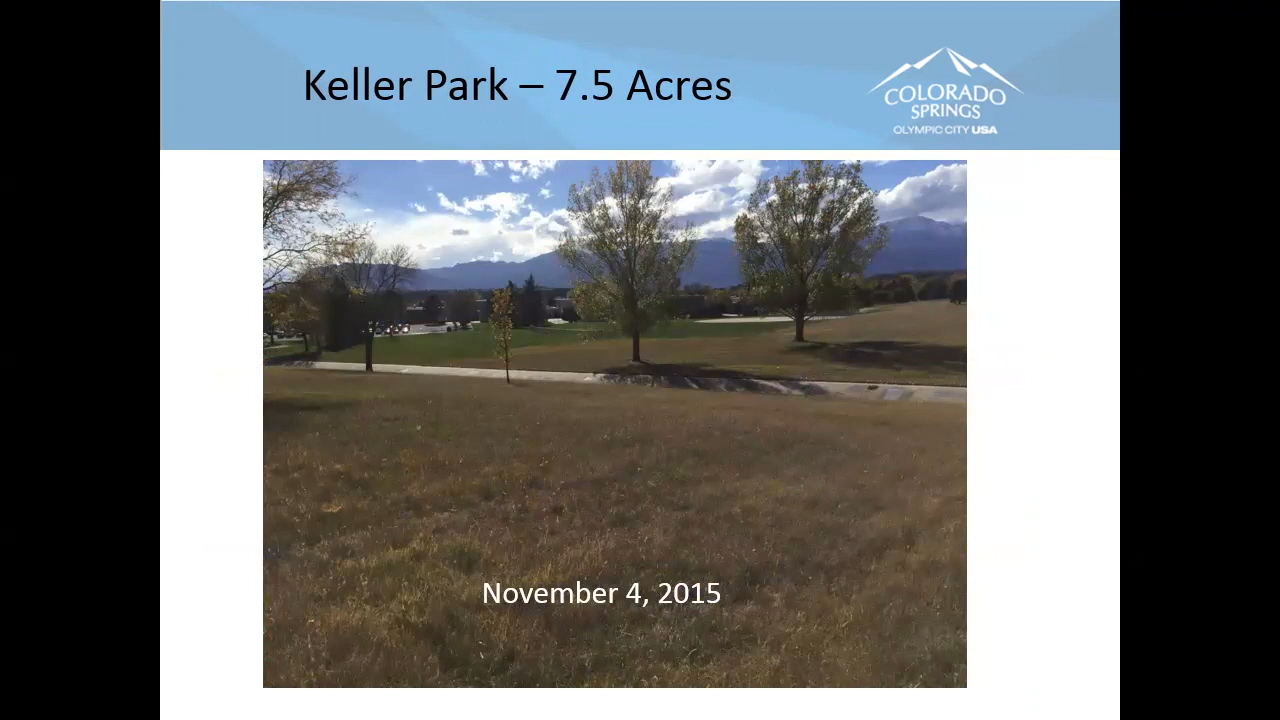 Keller Park – 7.5 Acres
COLORADO
SPRINGS
OLYMPIC CITY USA
November 4, 2015